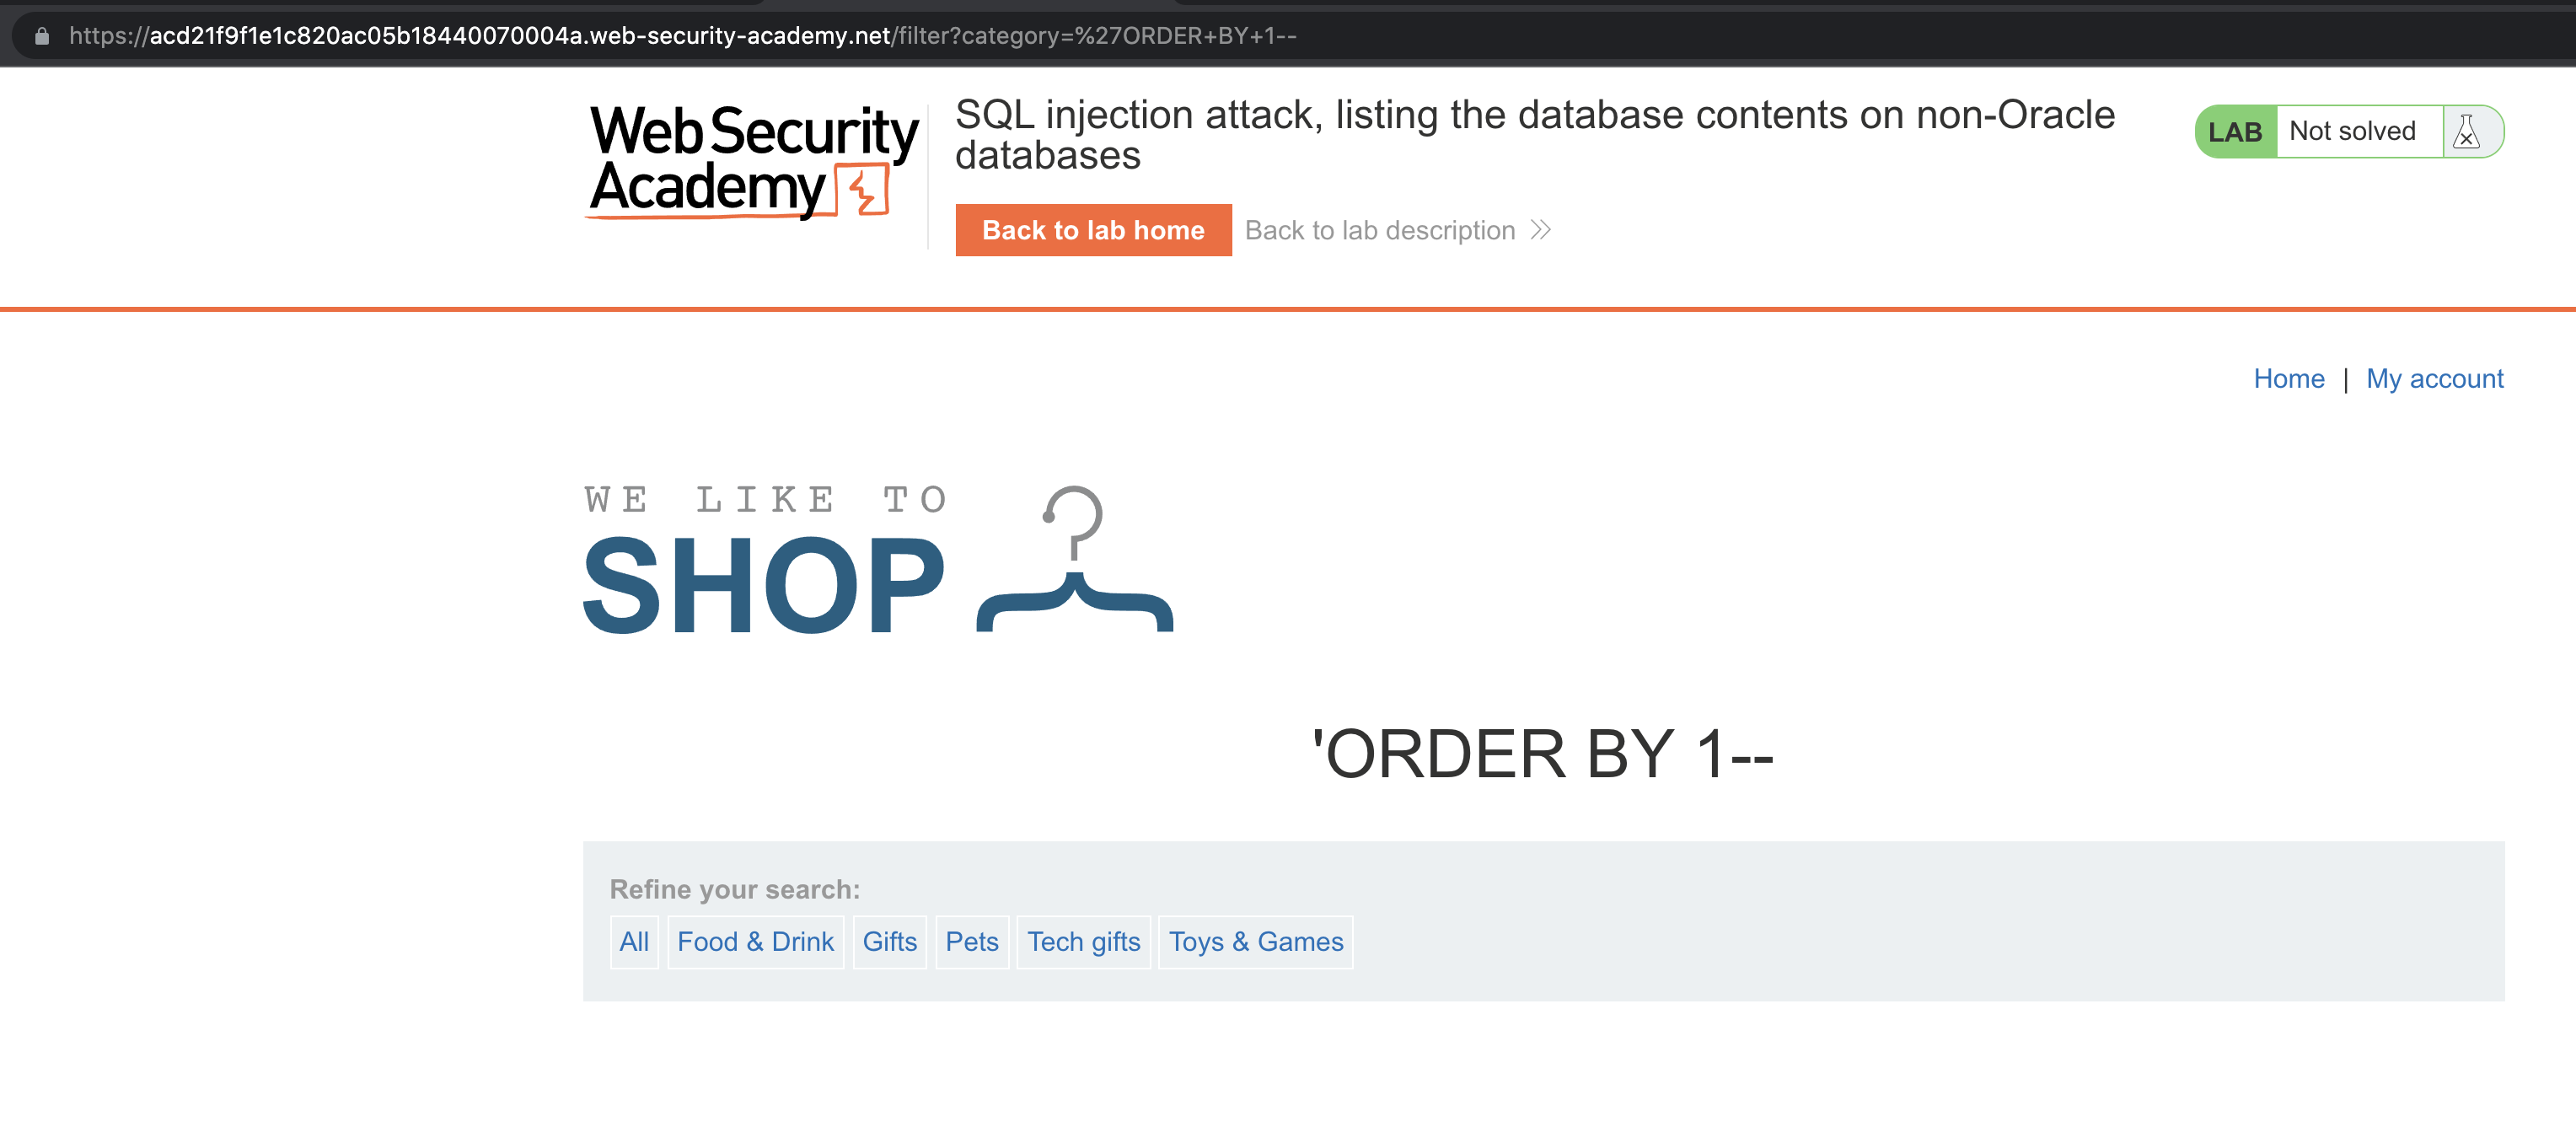 https://acd21f9f1e1c820ac05b18440070004a.web-security-academy.net/filter?category=%27ORDER+BY+1--
Web Security
Academy
SQL injection attack, listing the database contents on non-Oracle
databases
LAB Not solved
Back to lab home Back to lab description
Home | My account
WE LIKE TO
SHOP
'ORDER BY 1--
Refine your search:
All Food & Drink Gifts Pets Tech gifts Toys & Games